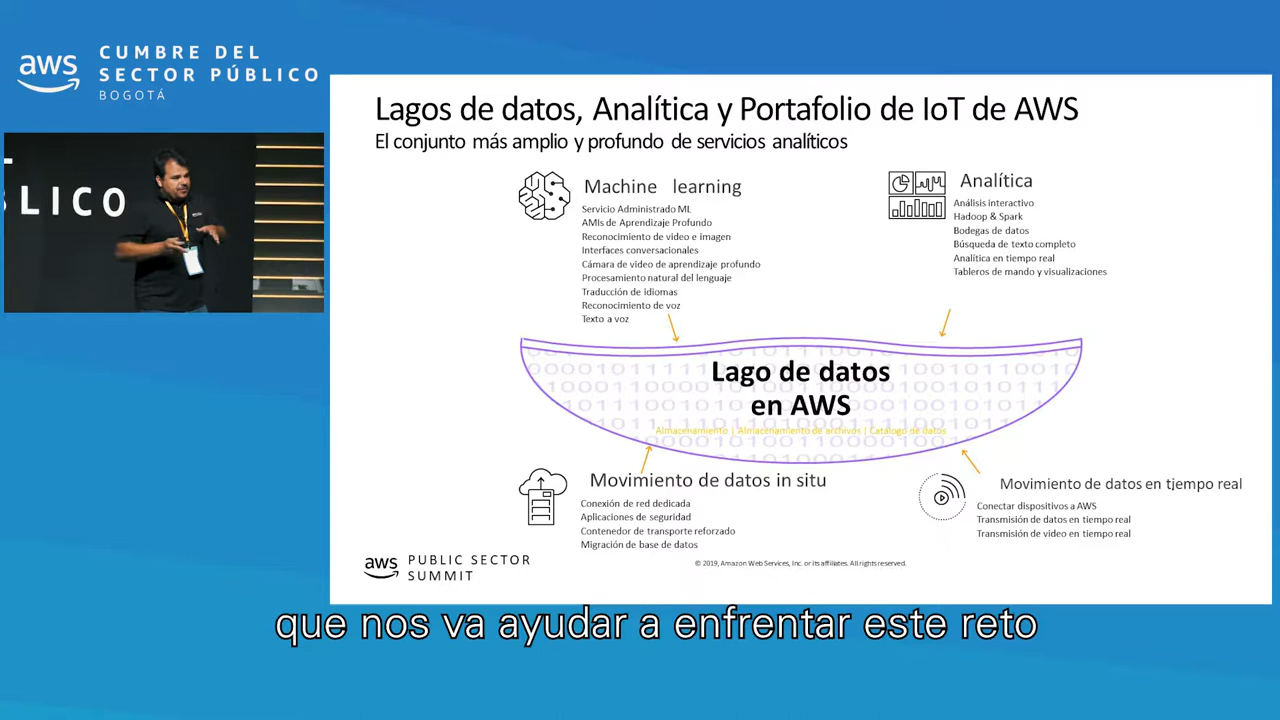 aws
CUMBRE DEL
SECTOR PÚBLICO
BOGOTÁ
LICO
Lagos de datos, Analítica y Portafolio de IoT de AWS
El conjunto más amplio y profundo de servicios analíticos
Machine learning
Servicio Administrado ML
AMIs de Aprendizaje Profundo
Reconocimiento de video e imagen
Interfaces conversacionales
Cámara de video de aprendizaje profundo
Procesamiento natural del lenguaje
Traducción de idiomas
Reconocimiento de voz
Texto a voz
Analítica
Análisis interactivo
Hadoop & Spark
Bodegas de datos
Búsqueda de texto completo
Analítica en tiempo real
Tableros de mando y visualizaciones
Lago de datos
en AWS
Almacenamiento | Almacenamiento de archivos | Catálogo de datos
Movimiento de datos in situ
Conexión de red dedicada
Aplicaciones de seguridad
Contenedor de transporte reforzado
Migración de base de datos
Movimiento de datos en tiempo real
Conectar dispositivos a AWS
Transmisión de datos en tiempo real
Transmisión de video en tiempo real
aws
PUBLIC SECTOR
SUMMIT
© 2019, Amazon Web Services, Inc. or its affiliates. All rights reserved.
que nos va ayudar a enfrentar este reto